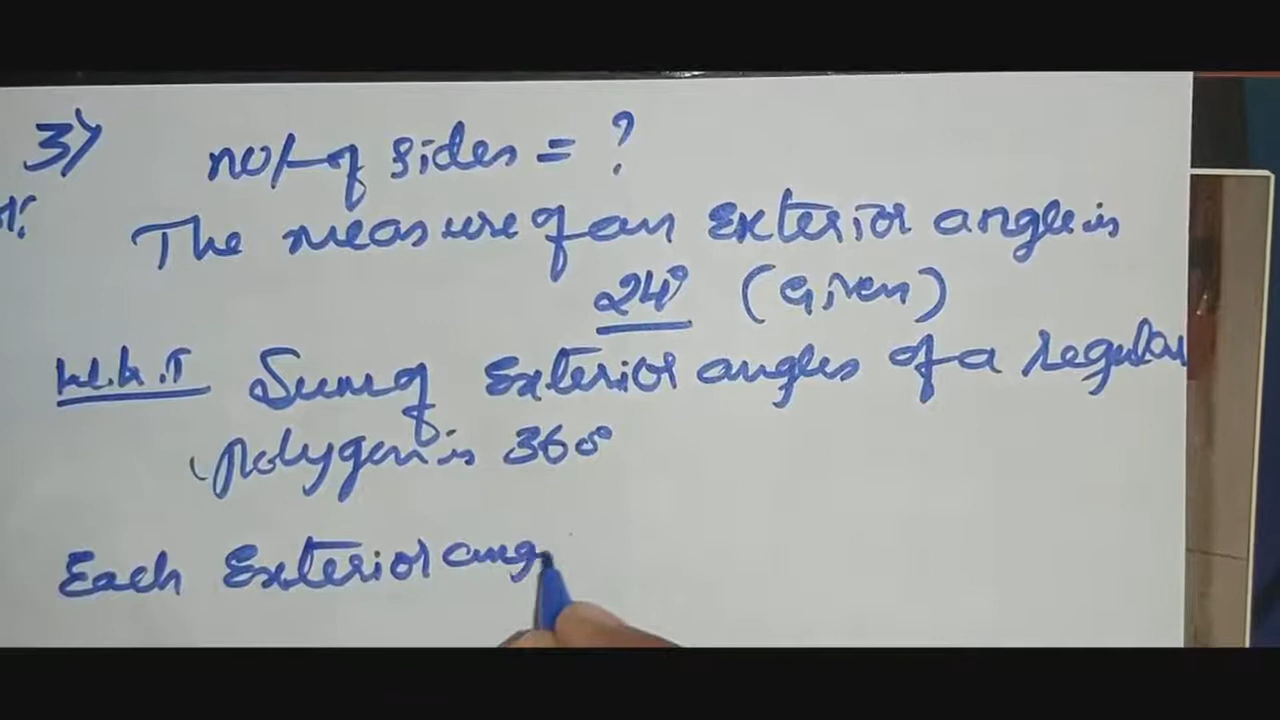 3) no/- of sides = ?
The measure of an Exterior angle is
24° (Given)
W.K.T Sum of Exterior angles of a regular
polygon is 360°
Each Exterior ang